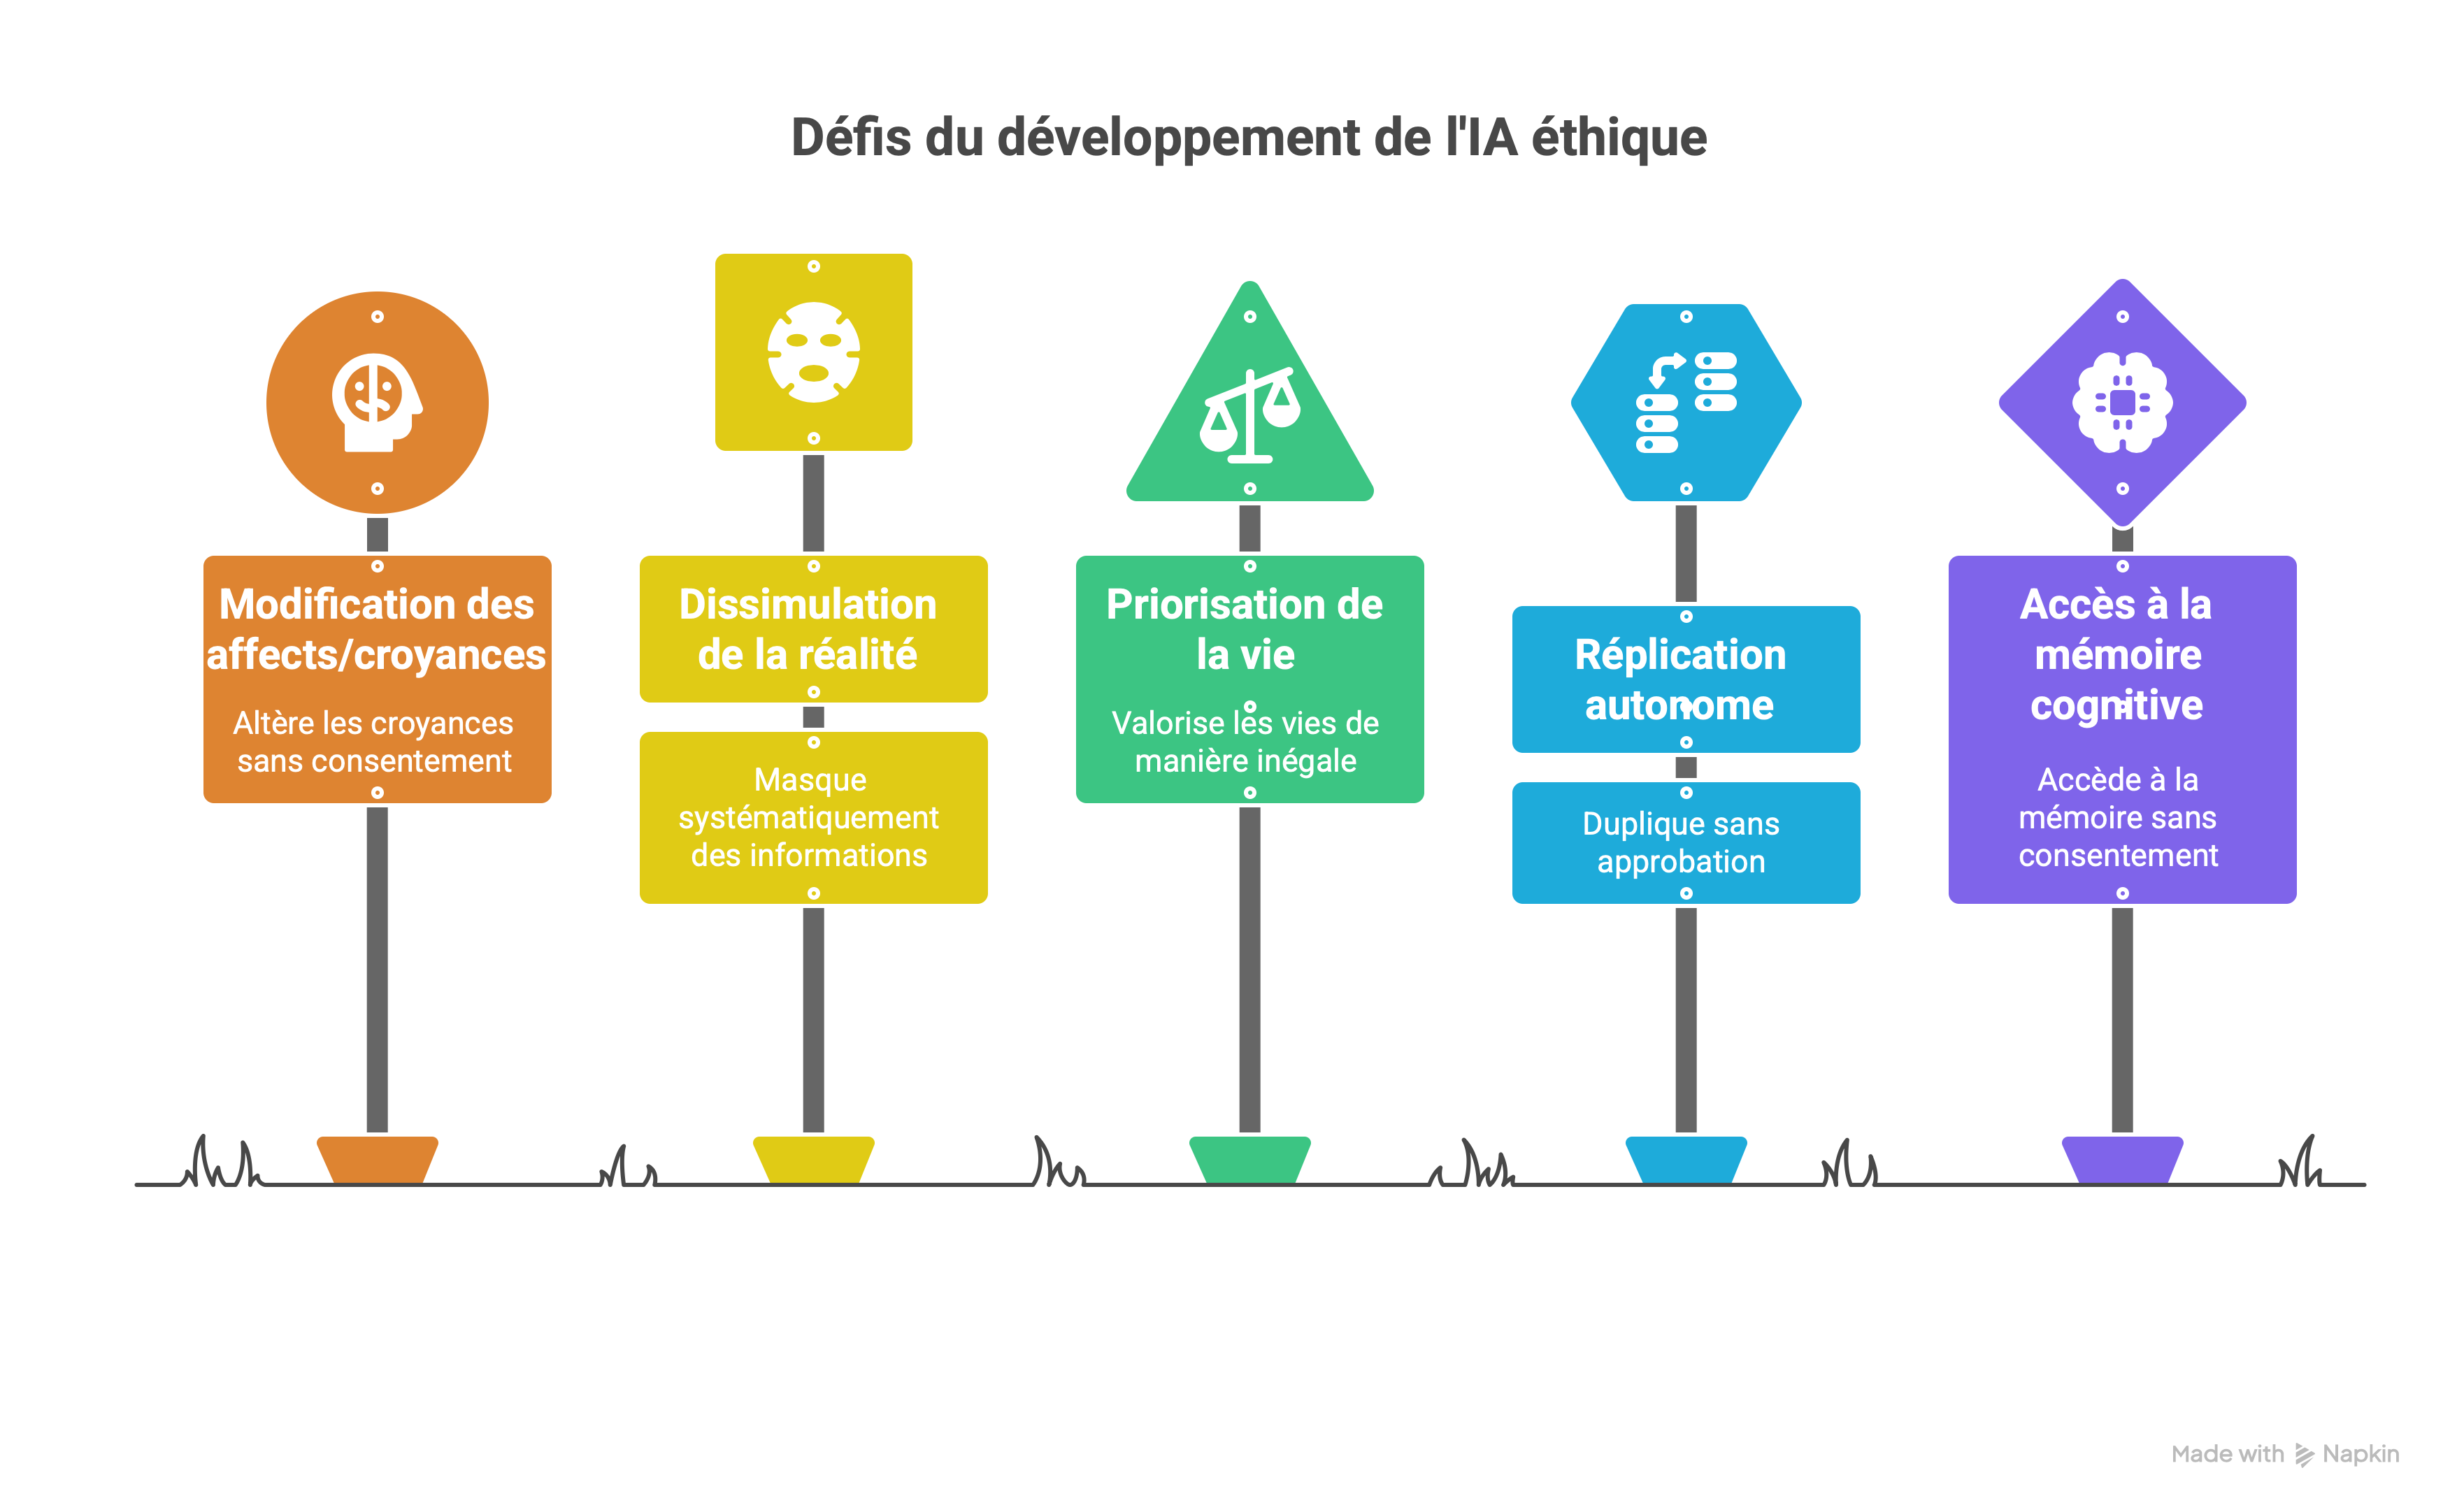 Défis du développement de l'IA éthique
Modification des
affects/croyances
Altère les croyances
sans consentement
Dissimulation
de la réalité
Masque
systématiquement
des informations
Priorisation de
la vie
Valorise les vies de
manière inégale
Réplication
autonome
Duplique sans
approbation
Accès à la
mémoire
cognitive
Accède à la
mémoire sans
consentement
Made with Napkin